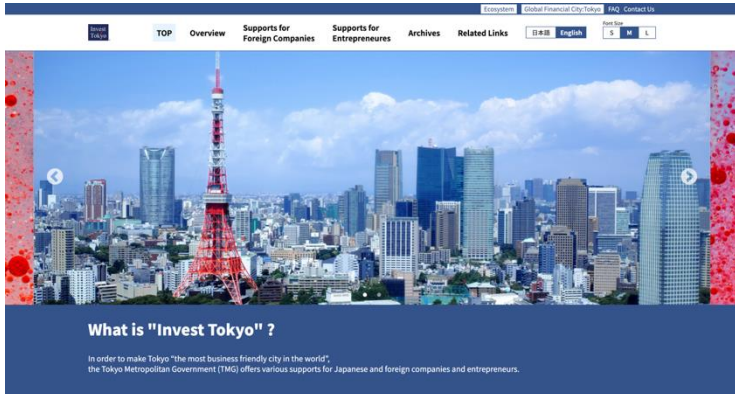 Ecosystem
Global Financial City:Tokyo
FAQ
Contact Us
Invest
Tokyo
TOP
Overview
Supports for
Foreign Companies
Supports for
Entrepreneures
Archives
Related Links
日本語
English
Font Size
S
M
L
What is "Invest Tokyo" ?
In order to make Tokyo "the most business friendly city in the world",
the Tokyo Metropolitan Government (TMG) offers various supports for Japanese and foreign companies and entrepreneurs.